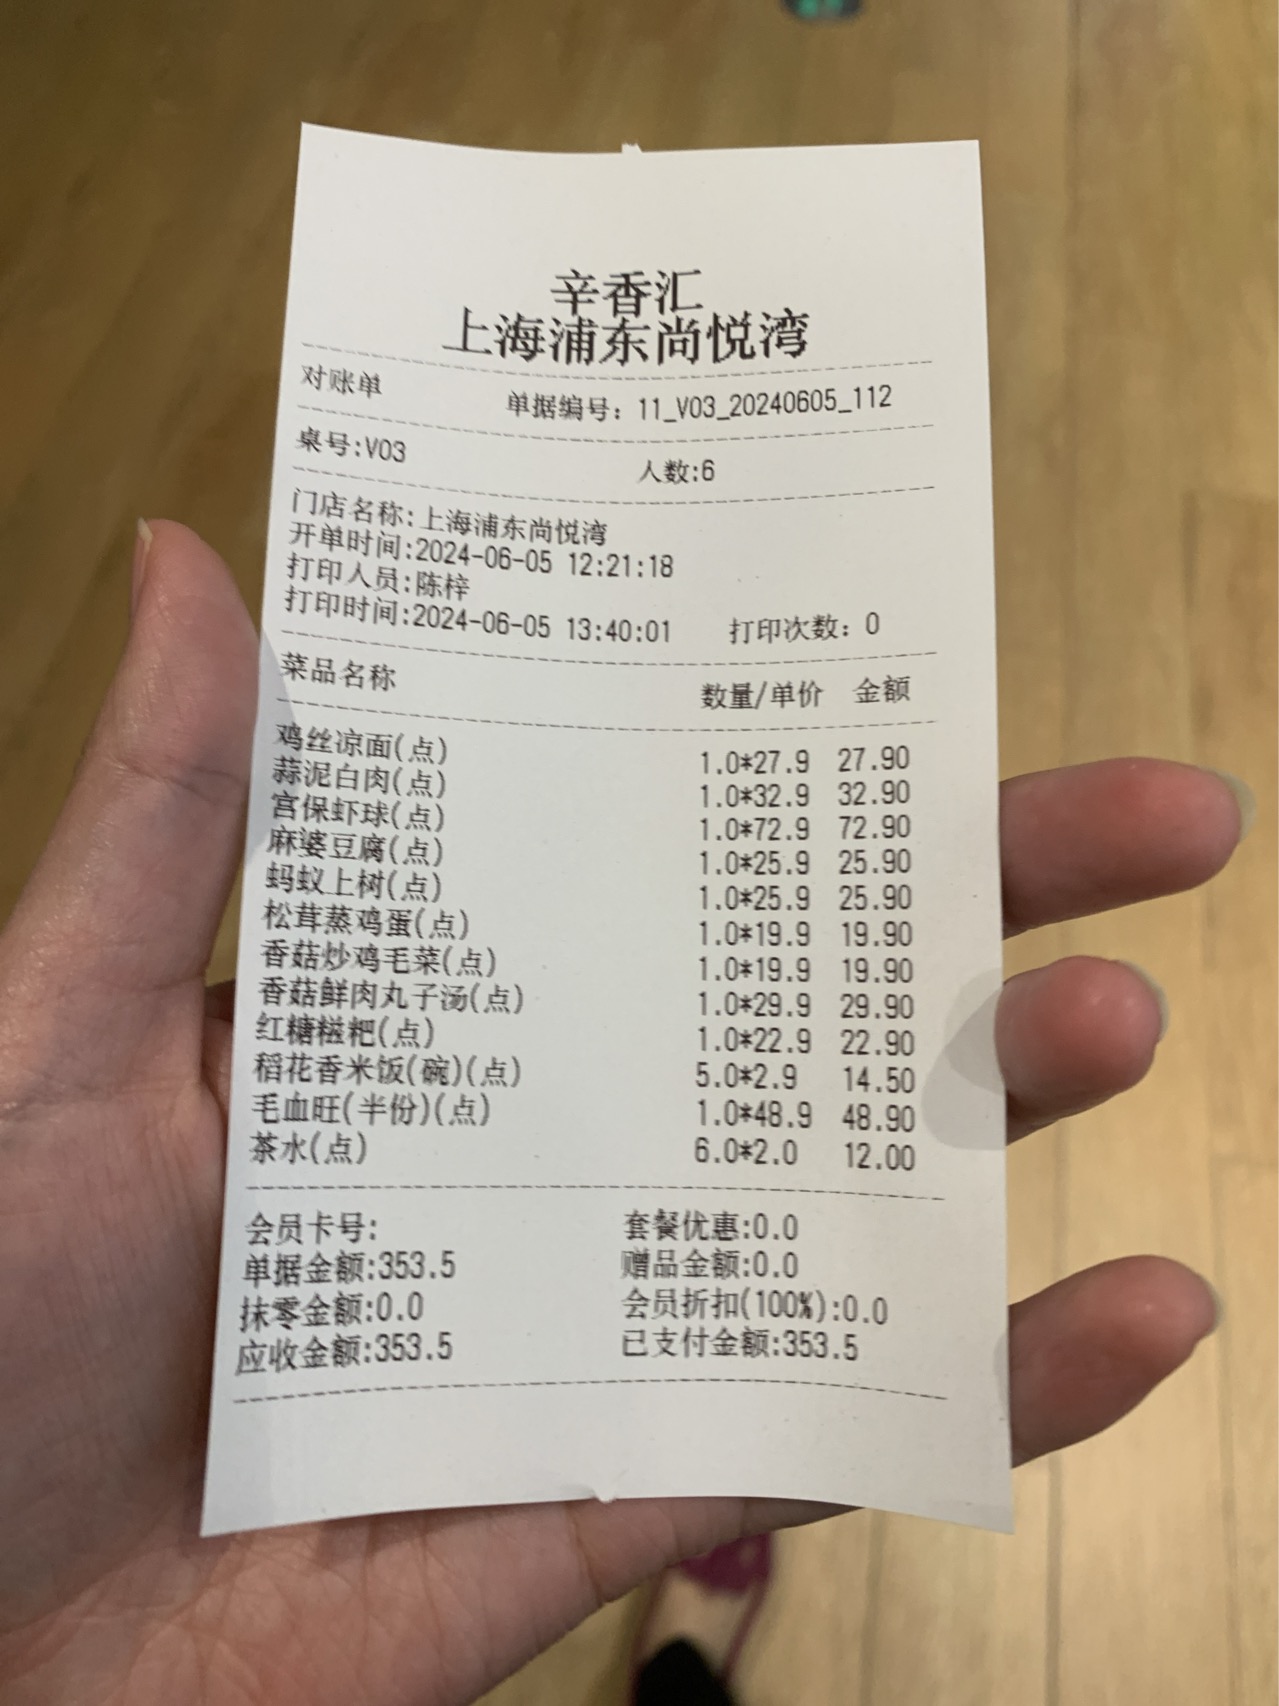 辛香汇
上海浦东尚悦湾
对账单 单据编号：11_V03_20240605_112
桌号:V03 人数:6
门店名称:上海浦东尚悦湾
开单时间:2024-06-05 12:21:18
打印人员:陈梓
打印时间:2024-06-05 13:40:01 打印次数：0
菜品名称 数量/单价 金额
鸡丝凉面(点) 1.0*27.9 27.90
蒜泥白肉(点) 1.0*32.9 32.90
宫保虾球(点) 1.0*72.9 72.90
麻婆豆腐(点) 1.0*25.9 25.90
蚂蚁上树(点) 1.0*25.9 25.90
松茸蒸鸡蛋(点) 1.0*19.9 19.90
香菇炒鸡毛菜(点) 1.0*19.9 19.90
香菇鲜肉丸子汤(点) 1.0*29.9 29.90
红糖糍粑(点) 1.0*22.9 22.90
稻花香米饭(碗)(点) 5.0*2.9 14.50
毛血旺(半份)(点) 1.0*48.9 48.90
茶水(点) 6.0*2.0 12.00
会员卡号: 套餐优惠:0.0
单据金额:353.5 赠品金额:0.0
抹零金额:0.0 会员折扣(100%):0.0
应收金额:353.5 已支付金额:353.5